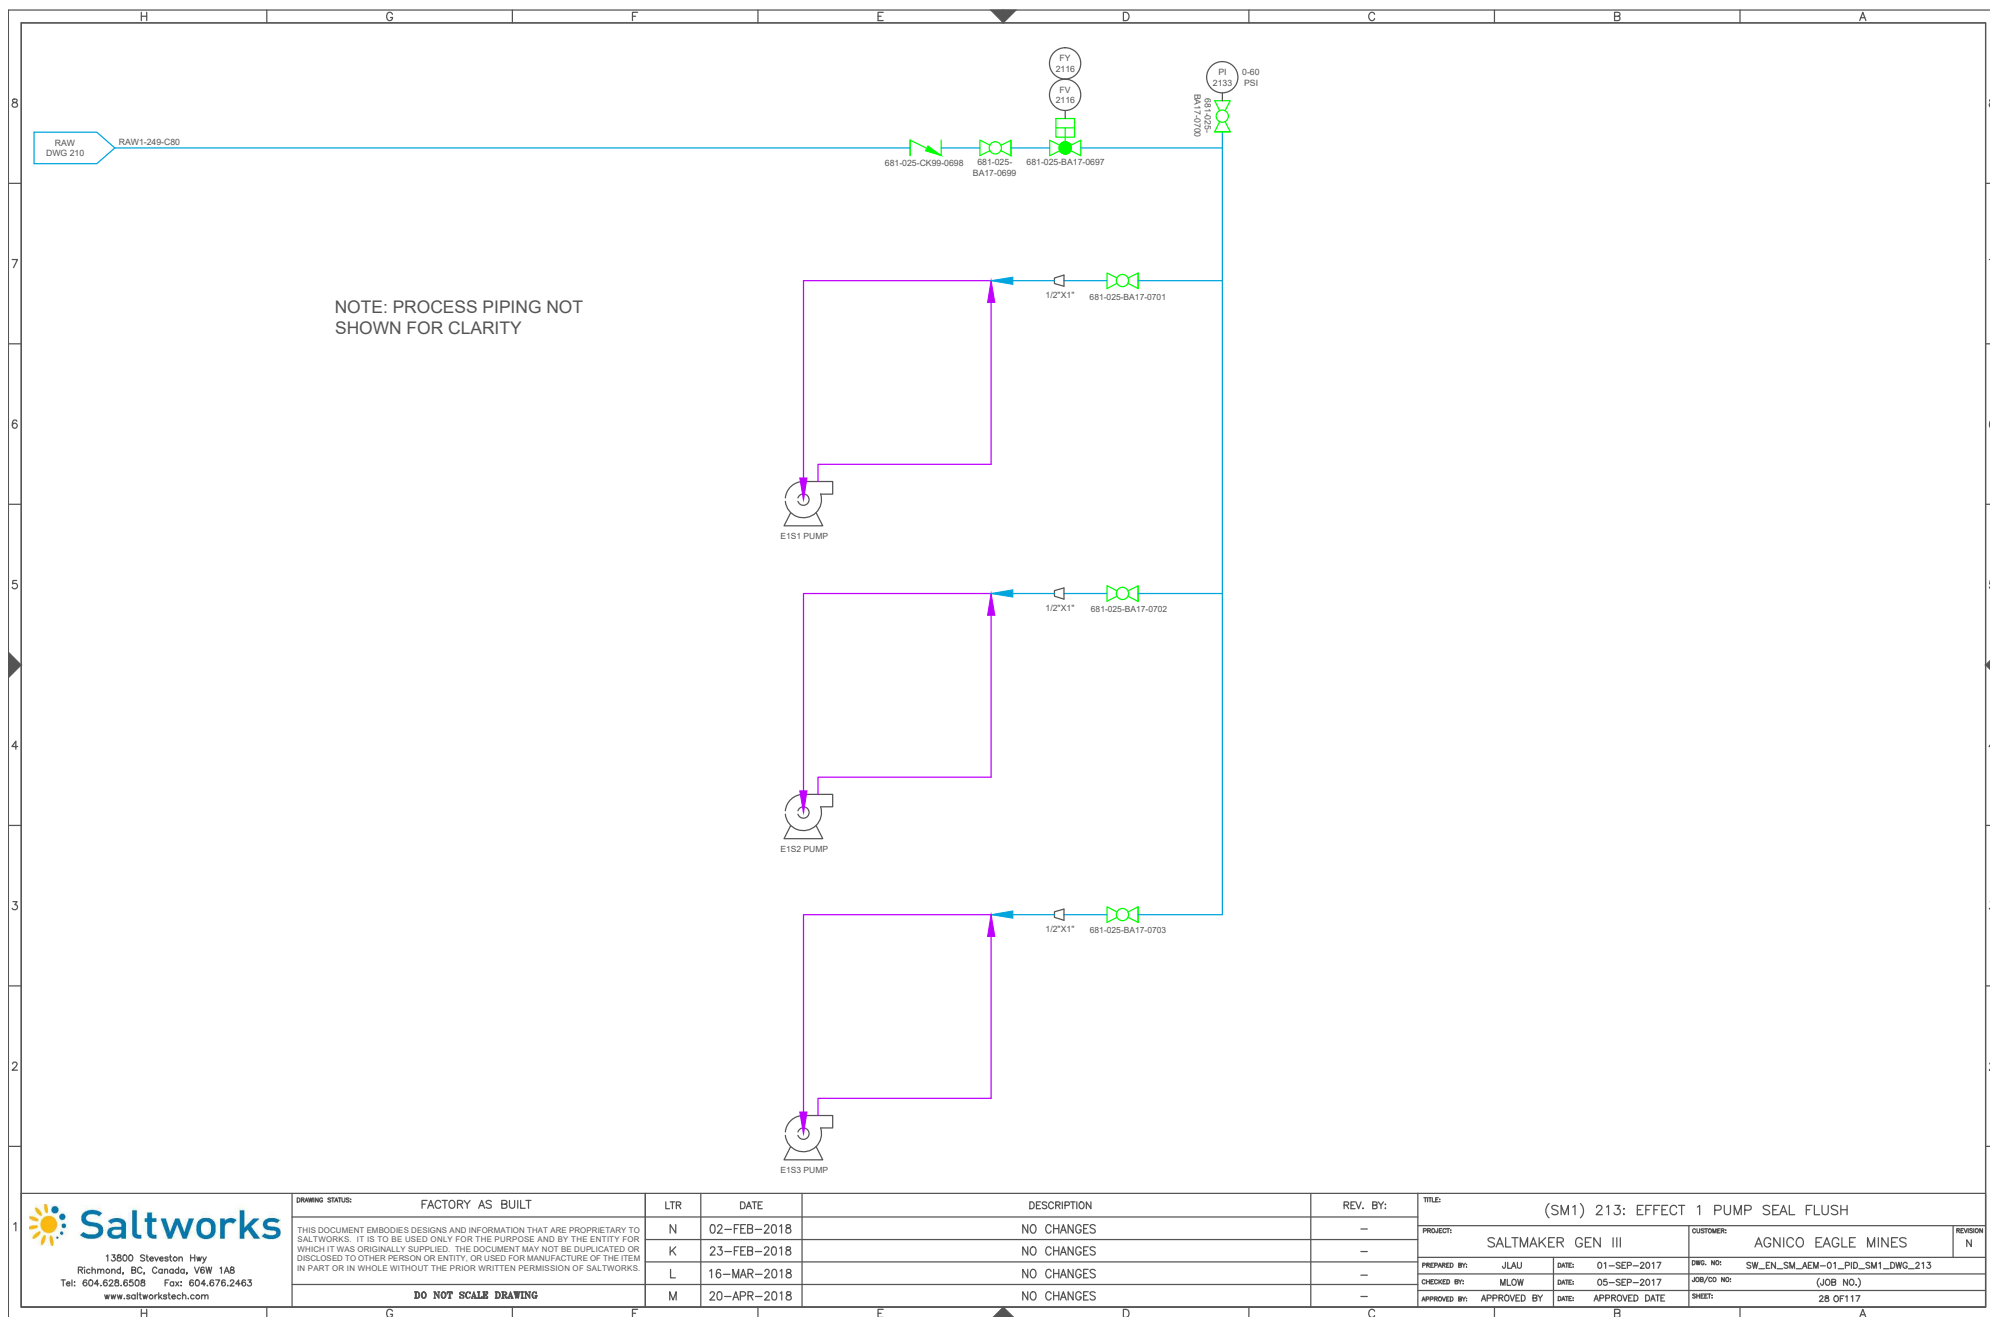 H G F E D C B A
8
7
6
5
4
3
2
1
FY
2116
FV
2116
PI
2133
0-60
PSI
681-025-
BA17-0700
RAW
DWG 210
RAW1-249-C80
681-025-CK99-0698
681-025-
BA17-0699
681-025-BA17-0697
NOTE: PROCESS PIPING NOT
SHOWN FOR CLARITY
1/2"X1"
681-025-BA17-0701
E1S1 PUMP
1/2"X1"
681-025-BA17-0702
E1S2 PUMP
1/2"X1"
681-025-BA17-0703
E1S3 PUMP
Saltworks
13800 Steveston Hwy
Richmond, BC, Canada, V6W 1A8
Tel: 604.628.6508 Fax: 604.676.2463
www.saltworkstech.com
DRAWING STATUS:
FACTORY AS BUILT
THIS DOCUMENT EMBODIES DESIGNS AND INFORMATION THAT ARE PROPRIETARY TO
SALTWORKS. IT IS TO BE USED ONLY FOR THE PURPOSE AND BY THE ENTITY FOR
WHICH IT WAS ORIGINALLY SUPPLIED. THE DOCUMENT MAY NOT BE DUPLICATED OR
DISCLOSED TO OTHER PERSON OR ENTITY, OR USED FOR MANUFACTURE OF THE ITEM
IN PART OR IN WHOLE WITHOUT THE PRIOR WRITTEN PERMISSION OF SALTWORKS.
DO NOT SCALE DRAWING
LTR DATE DESCRIPTION REV. BY:
N 02-FEB-2018 NO CHANGES -
K 23-FEB-2018 NO CHANGES -
L 16-MAR-2018 NO CHANGES -
M 20-APR-2018 NO CHANGES -
TITLE:
(SM1) 213: EFFECT 1 PUMP SEAL FLUSH
PROJECT:
SALTMAKER GEN III
CUSTOMER:
AGNICO EAGLE MINES
REVISION
N
PREPARED BY: JLAU DATE: 01-SEP-2017 DWG. NO: SW_EN_SM_AEM-01_PID_SM1_DWG_213
CHECKED BY: MLOW DATE: 05-SEP-2017 JOB/CO NO: (JOB NO.)
APPROVED BY: APPROVED BY DATE: APPROVED DATE SHEET: 28 OF117
H G F E D C B A